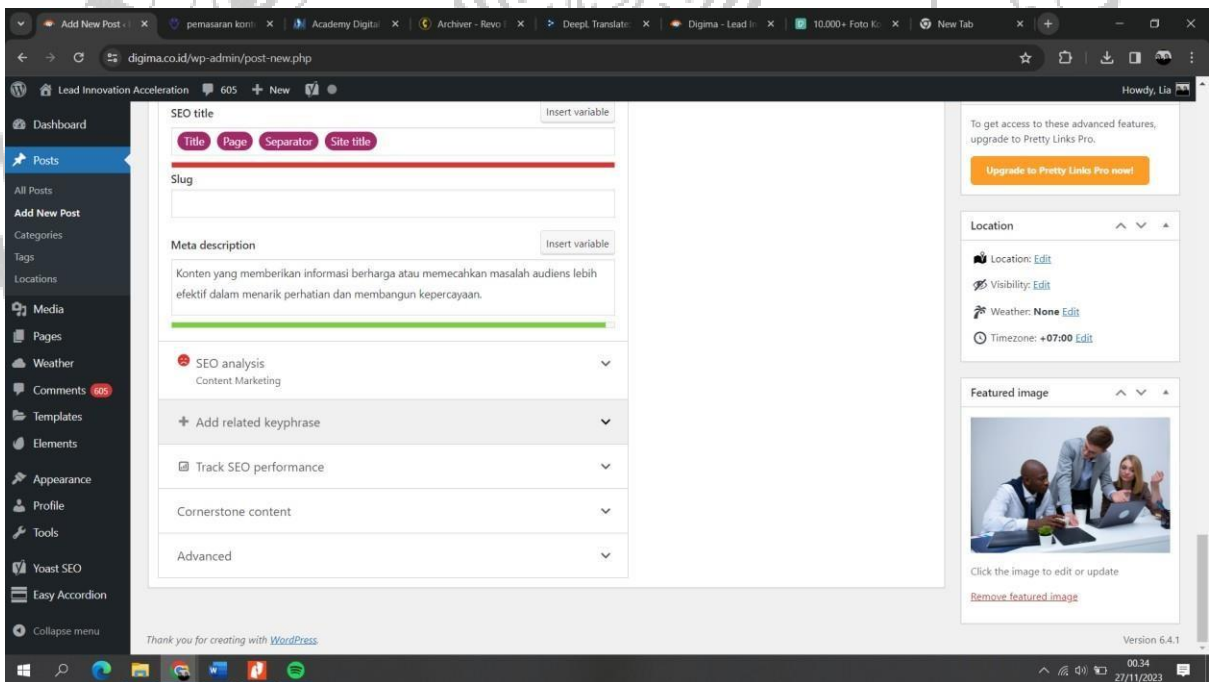 Add New Post ‹
pemasaran konte
Academy Digital
Archiver - Revo
DeepL Translate:
Digima - Lead In
10.000+ Foto Ko
New Tab
digima.co.id/wp-admin/post-new.php
Lead Innovation Acceleration
605
New
Howdy, Lia
Dashboard
Posts
All Posts
Add New Post
Categories
Tags
Locations
Media
Pages
Weather
Comments 605
Templates
Elements
Appearance
Profile
Tools
Yoast SEO
Easy Accordion
Collapse menu
SEO title
Insert variable
Title Page Separator Site title
Slug
Meta description
Insert variable
Konten yang memberikan informasi berharga atau memecahkan masalah audiens lebih
efektif dalam menarik perhatian dan membangun kepercayaan.
SEO analysis
Content Marketing
Add related keyphrase
Track SEO performance
Cornerstone content
Advanced
To get access to these advanced features,
upgrade to Pretty Links Pro.
Upgrade to Pretty Links Pro now!
Location
Location: Edit
Visibility: Edit
Weather: None Edit
Timezone: +07:00 Edit
Featured image
Click the image to edit or update
Remove featured image
Thank you for creating with WordPress.
Version 6.4.1
00.34
27/11/2023